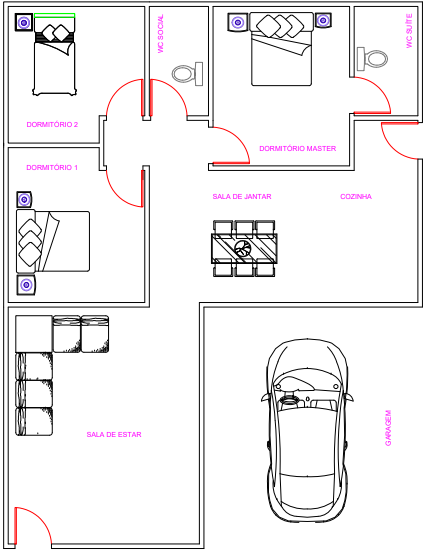 WC SOCIAL
WC SUÍTE
DORMITÓRIO 2
DORMITÓRIO MASTER
DORMITÓRIO 1
SALA DE JANTAR
COZINHA
SALA DE ESTAR
GARAGEM